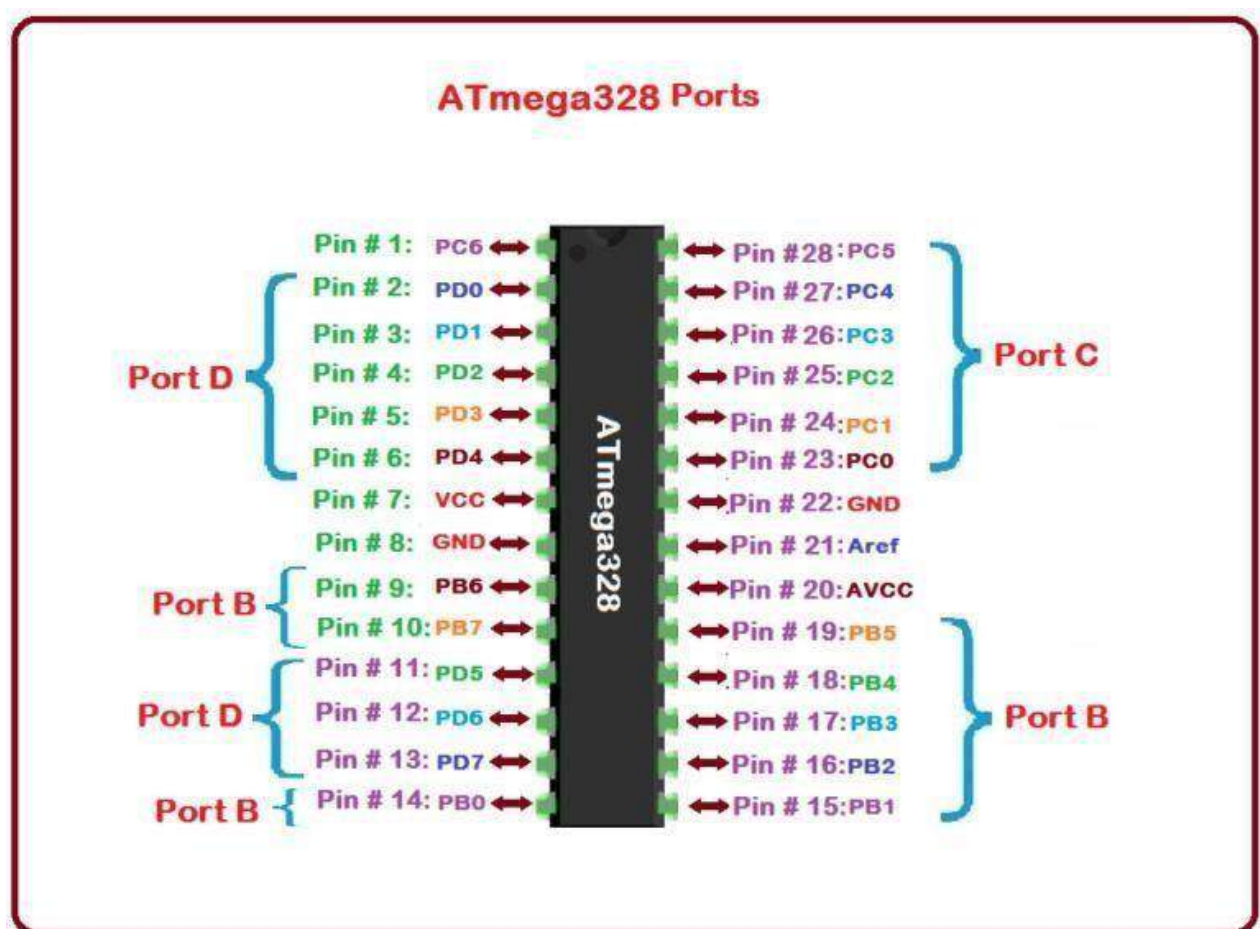 ATmega328 Ports
Pin # 1: PC6
Pin # 2: PD0
Pin # 3: PD1
Pin # 4: PD2
Pin # 5: PD3
Pin # 6: PD4
Port D
Pin # 7: VCC
Pin # 8: GND
Pin # 9: PB6
Pin # 10: PB7
Port B
Pin # 11: PD5
Pin # 12: PD6
Pin # 13: PD7
Port D
Pin # 14: PB0
Port B
ATmega328
Pin #28: PC5
Pin # 27: PC4
Pin # 26: PC3
Pin # 25: PC2
Pin # 24: PC1
Pin # 23: PC0
Port C
Pin # 22: GND
Pin # 21: Aref
Pin # 20: AVCC
Pin # 19: PB5
Pin # 18: PB4
Pin # 17: PB3
Pin # 16: PB2
Pin # 15: PB1
Port B